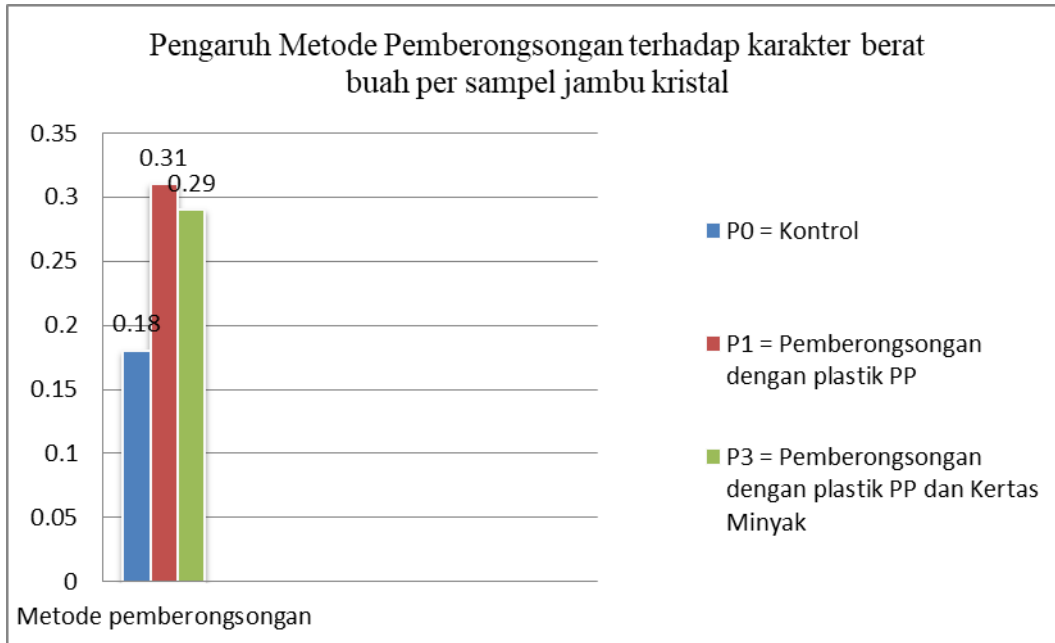 Pengaruh Metode Pemberongsongan terhadap karakter berat
buah per sampel jambu kristal
0.35
0.3
0.25
0.2
0.15
0.1
0.05
0
0.18
0.31
0.29
Metode pemberongsongan
P0 = Kontrol
P1 = Pemberongsongan
dengan plastik PP
P3 = Pemberongsongan
dengan plastik PP dan Kertas
Minyak